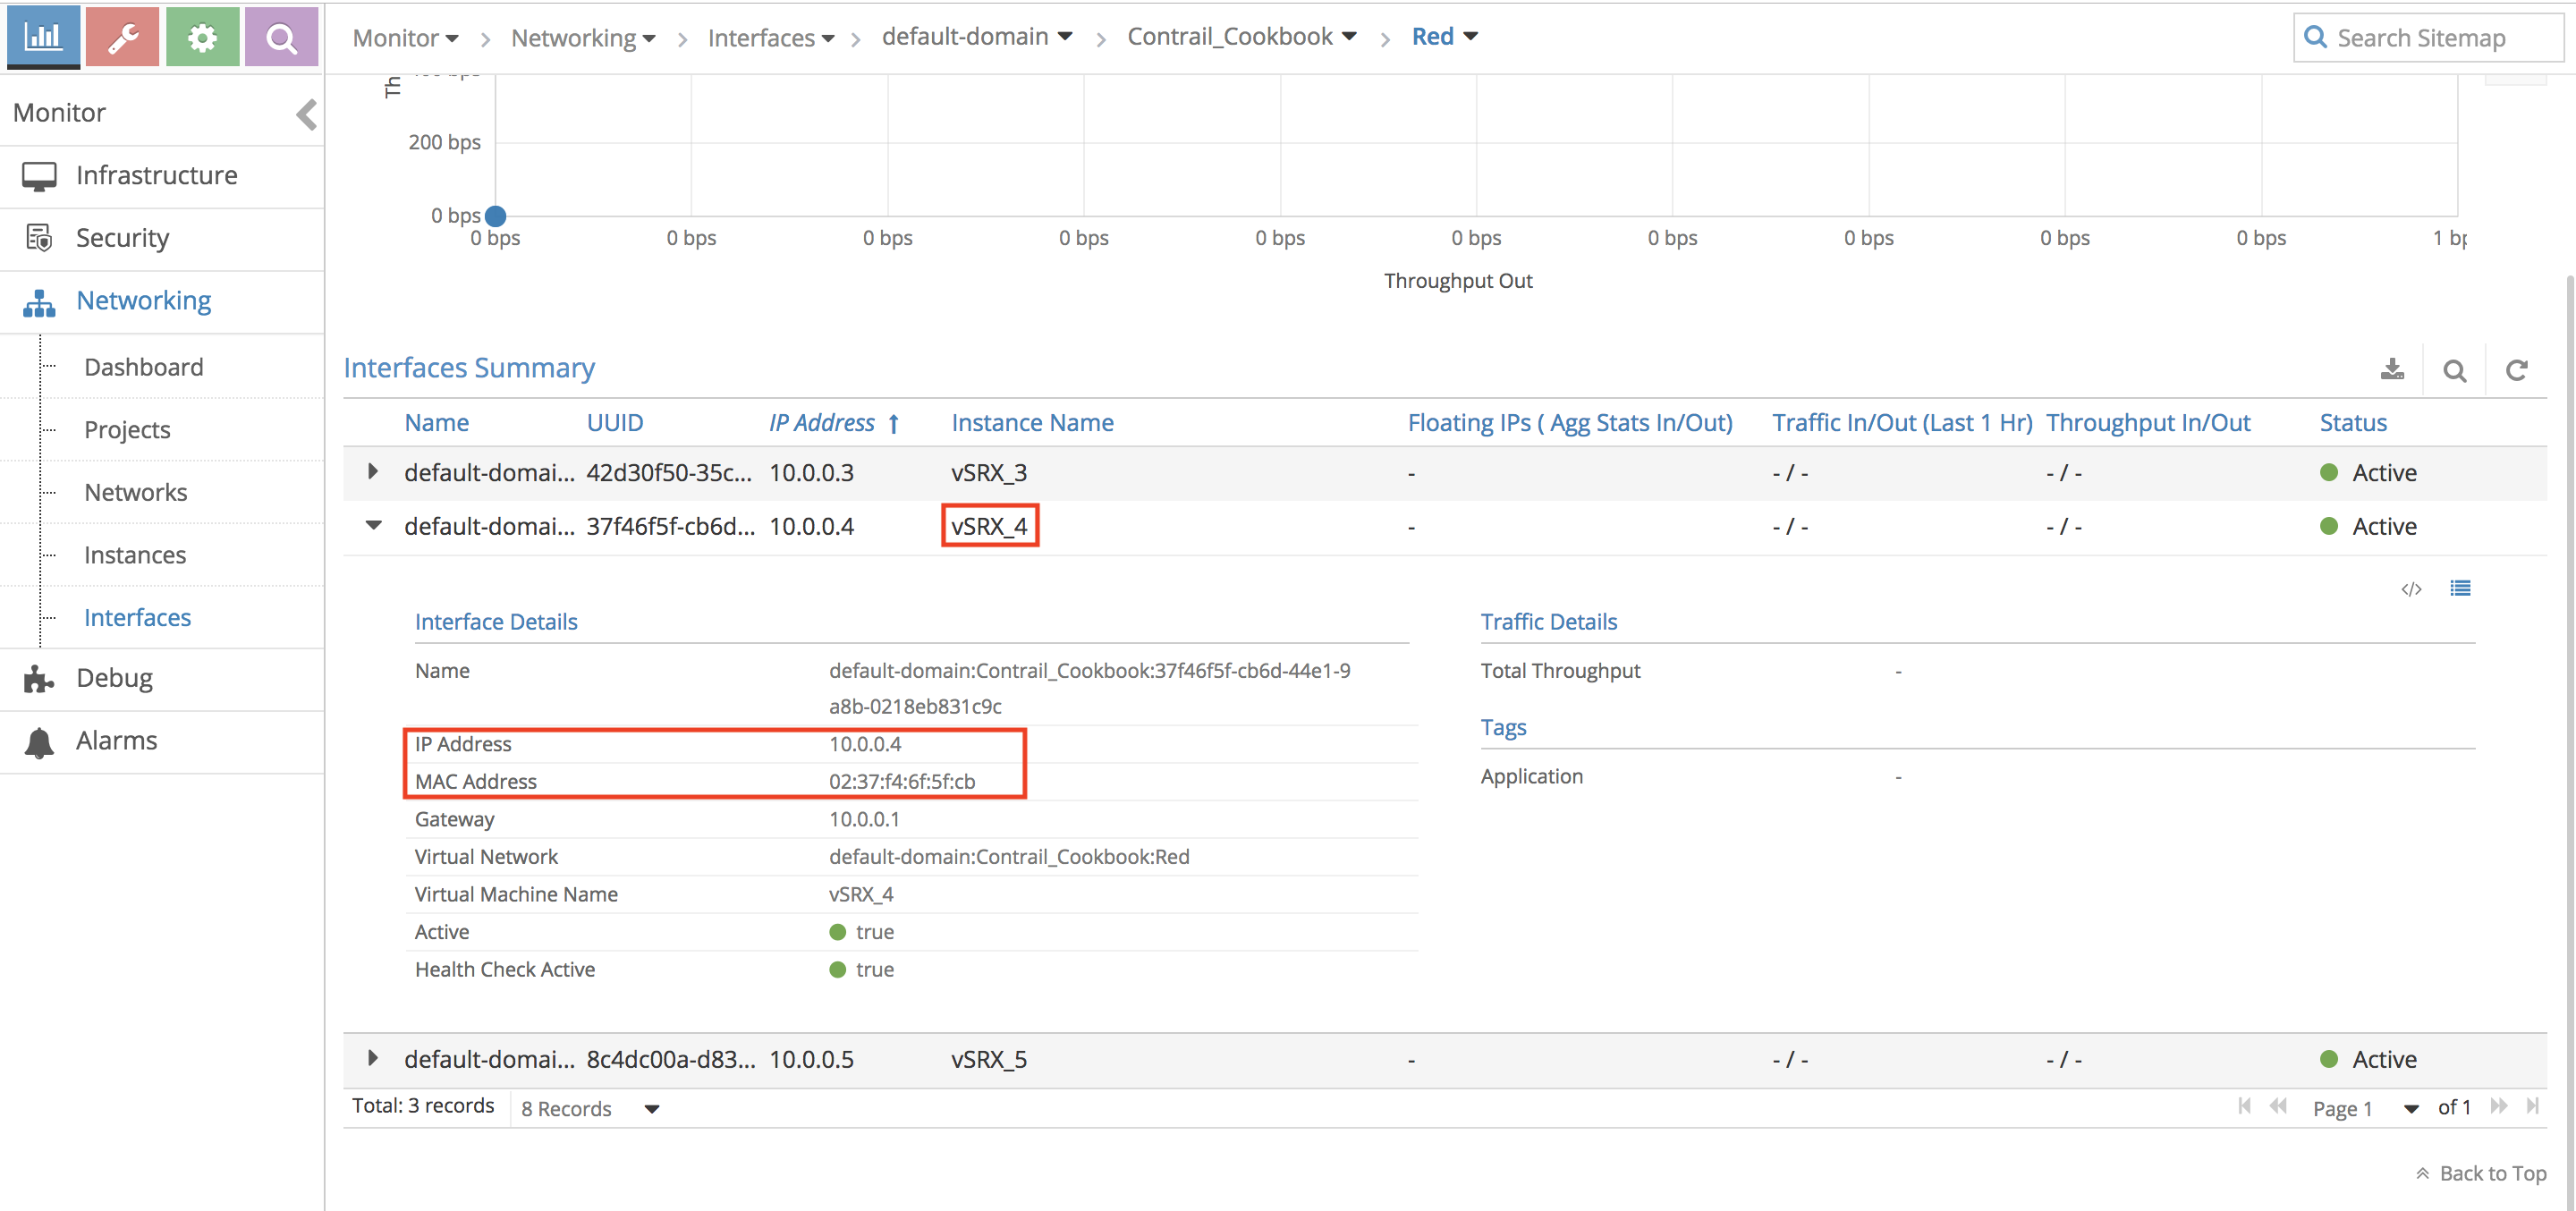 Monitor Networking Interfaces default-domain Contrail_Cookbook Red Search Sitemap
Monitor
Infrastructure
Security
Networking
Dashboard
Projects
Networks
Instances
Interfaces
Debug
Alarms
Th
200 bps
0 bps
0 bps 0 bps 0 bps 0 bps 0 bps 0 bps 0 bps 0 bps 0 bps 0 bps 1 bp
Throughput Out
Interfaces Summary
Name UUID IP Address Instance Name Floating IPs ( Agg Stats In/Out) Traffic In/Out (Last 1 Hr) Throughput In/Out Status
default-domai... 42d30f50-35c... 10.0.0.3 vSRX_3 - - / - - / - Active
default-domai... 37f46f5f-cb6d... 10.0.0.4 vSRX_4 - - / - - / - Active
</>
Interface Details
Name default-domain:Contrail_Cookbook:37f46f5f-cb6d-44e1-9
a8b-0218eb831c9c
IP Address 10.0.0.4
MAC Address 02:37:f4:6f:5f:cb
Gateway 10.0.0.1
Virtual Network default-domain:Contrail_Cookbook:Red
Virtual Machine Name vSRX_4
Active true
Health Check Active true
Traffic Details
Total Throughput -
Tags
Application -
default-domai... 8c4dc00a-d83... 10.0.0.5 vSRX_5 - - / - - / - Active
Total: 3 records 8 Records Page 1 of 1
Back to Top